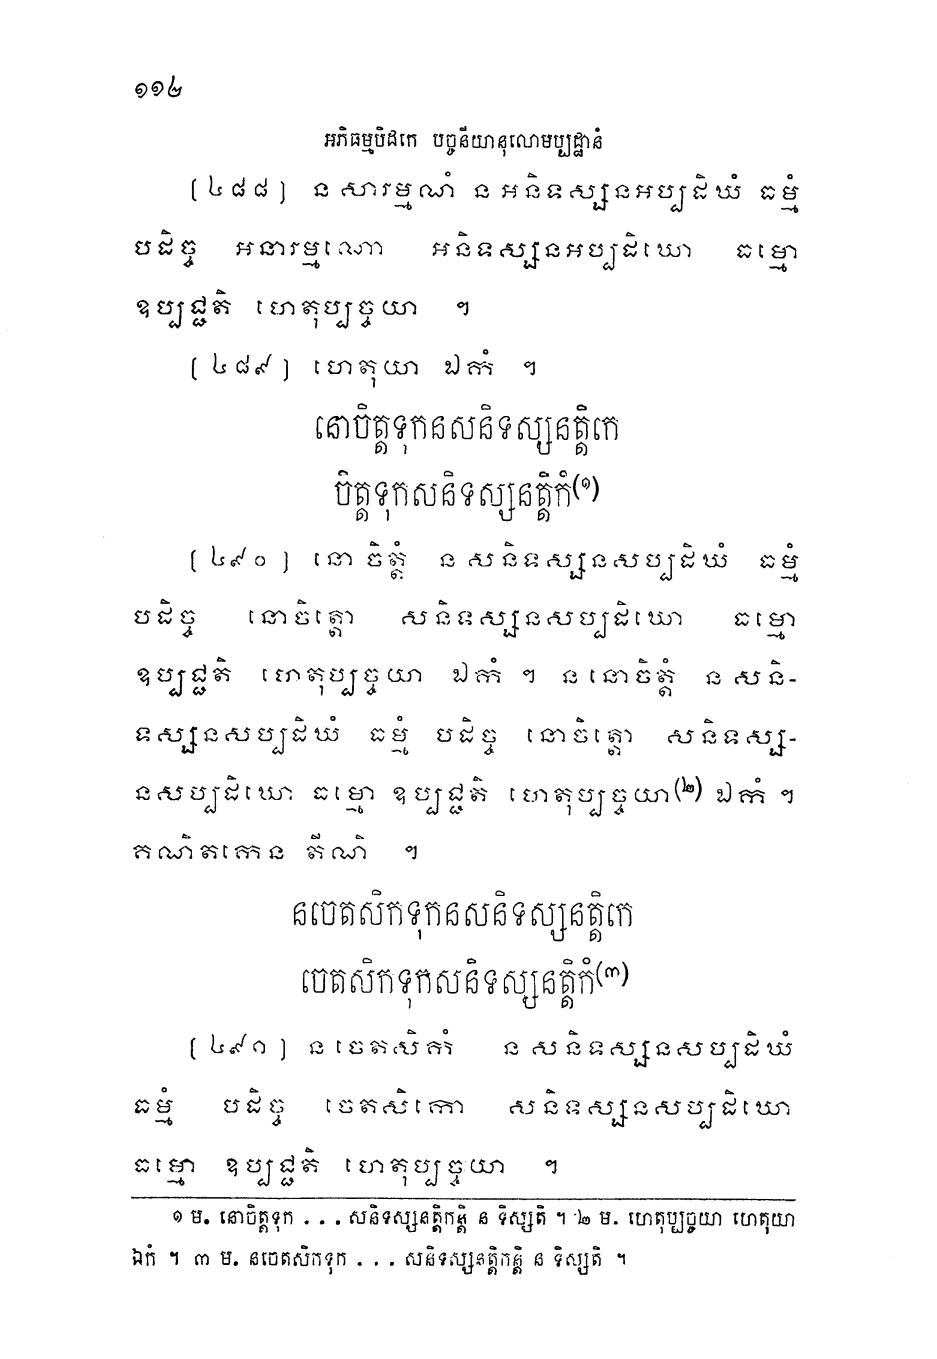 ១១៤
អភិធម្មបិដកេ បច្ចនីយានុលោមប្បដ្ឋានំ
[៤៨៨] ន សារម្មណំ ន អនិទស្សនអប្បដិឃំ ធម្មំ
បដិច្ច អនារម្មណោ អនិទស្សនអប្បដិឃោ ធម្មោ
ឧប្បជ្ជតិ ហេតុប្បច្ចយា ។
[៤៨៩] ហេតុយា ឯកំ ។
នោចិត្តទុកនសនិទស្សនត្តិកេ
ចិត្តទុកសនិទស្សនត្តិកំ(១)
[៤៩០] នោ ចិត្តំ ន សនិទស្សនសប្បដិឃំ ធម្មំ
បដិច្ច នោចិត្តោ សនិទស្សនសប្បដិឃោ ធម្មោ
ឧប្បជ្ជតិ ហេតុប្បច្ចយា ឯកំ ។ ន នោចិត្តំ ន សនិ-
ទស្សនសប្បដិឃំ ធម្មំ បដិច្ច នោចិត្តោ សនិទស្ស-
នសប្បដិឃោ ធម្មោ ឧប្បជ្ជតិ ហេតុប្បច្ចយា(២) ឯកំ ។
គណិតកេន តីណិ ។
នចេតសិកទុកនសនិទស្សនត្តិកេ
ចេតសិកទុកសនិទស្សនត្តិកំ(៣)
[៤៩១] ន ចេតសិកំ ន សនិទស្សនសប្បដិឃំ
ធម្មំ បដិច្ច ចេតសិកោ សនិទស្សនសប្បដិឃោ
ធម្មោ ឧប្បជ្ជតិ ហេតុប្បច្ចយា ។
១ ម. នោចិត្តទុក . . . សនិទស្សនត្តិកន្តិ ន ទិស្សតិ ។ ២ ម. ហេតុប្បច្ចយា ហេតុយា
ឯកំ ។ ៣ ម. នចេតសិកទុក . . . សនិទស្សនត្តិកន្តិ ន ទិស្សតិ ។